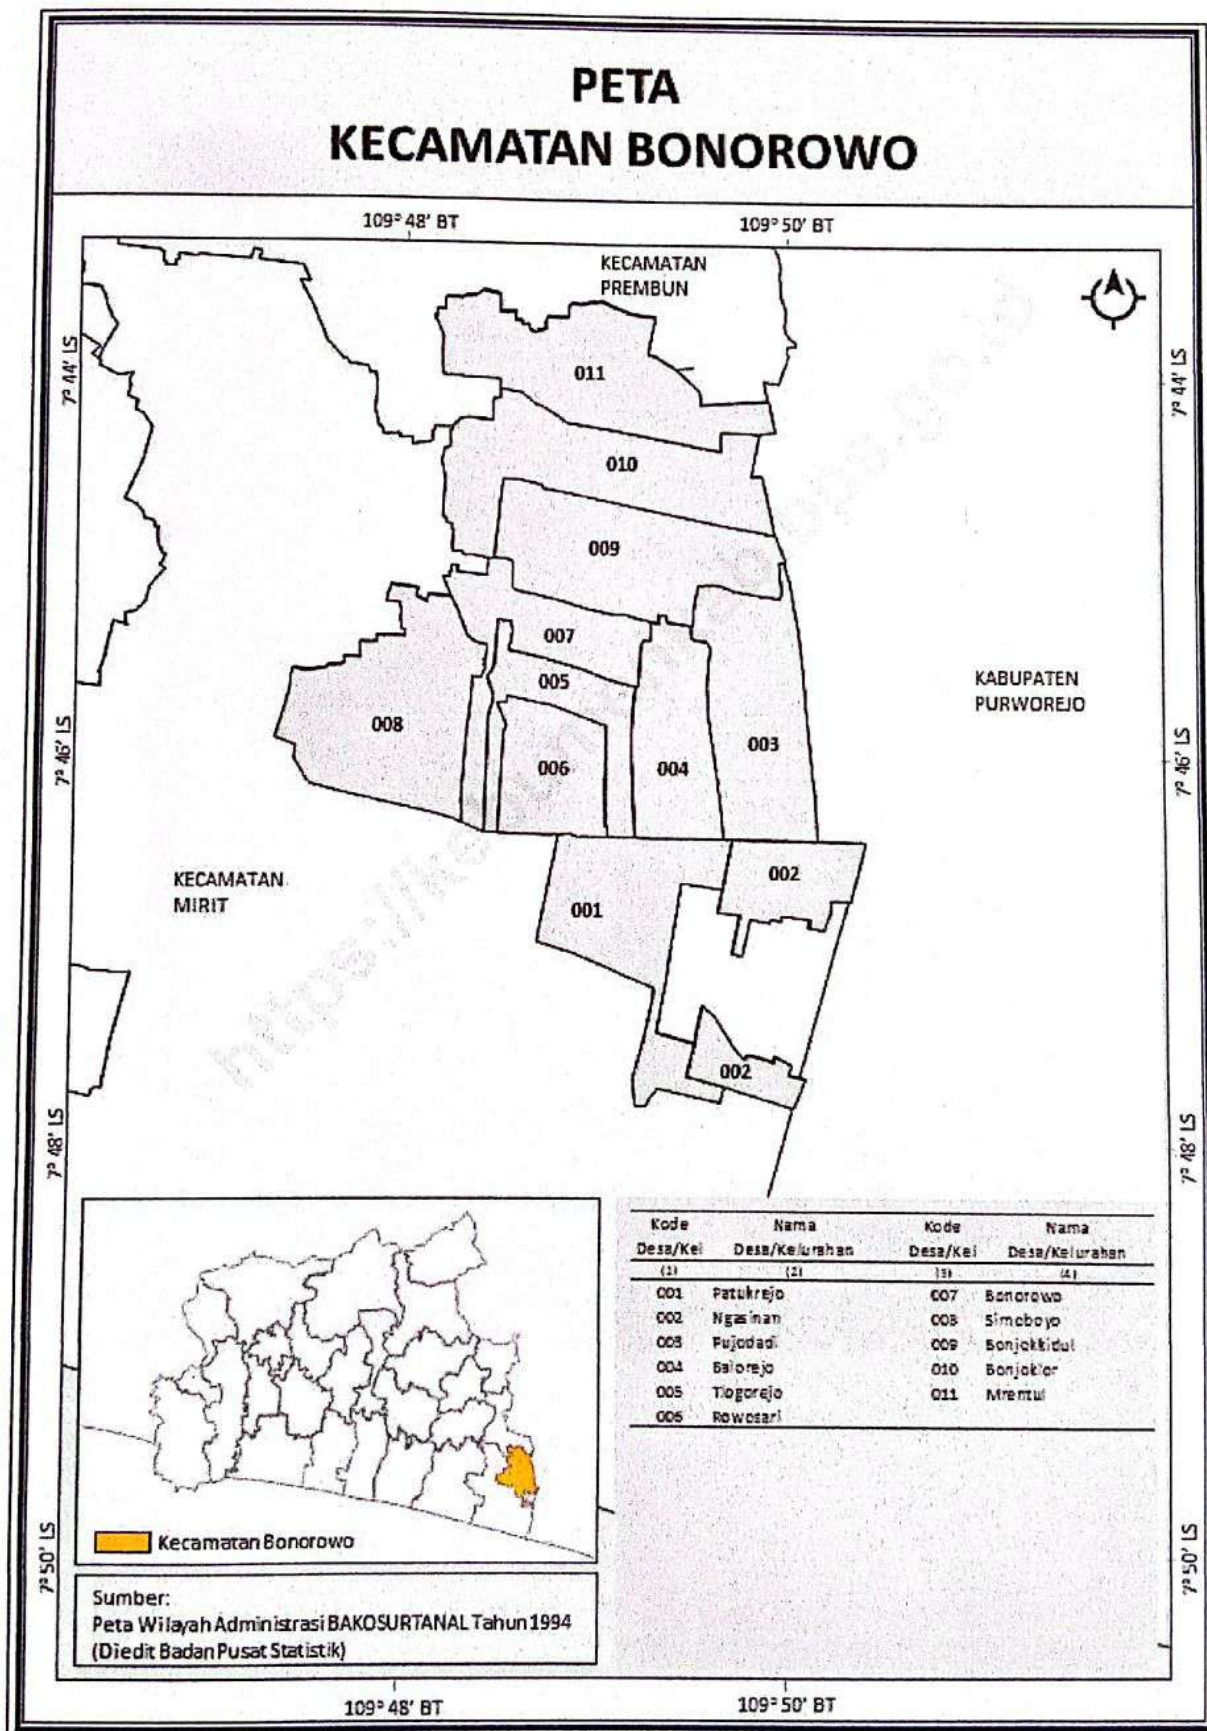 PETA
KECAMATAN BONOROWO
109° 48' BT
109° 50' BT
KECAMATAN
PREMBUN
7° 44' LS
7° 44' LS
011
010
009
007
005
008
006
004
003
KABUPATEN
PURWOREJO
7° 46' LS
7° 46' LS
KECAMATAN
MIRIT
002
001
002
7° 48' LS
7° 48' LS
Kode Nama Kode Nama
Desa/Kel Desa/Kelurahan Desa/Kel Desa/Kelurahan
(1) (2) (3) (4)
001 Patukrejo 007 Bonorowo
002 Ngasinan 008 Sirnoboyo
003 Pujodadi 009 Bonjokkidul
004 Balorejo 010 Bonjoklor
005 Tlogorejo 011 Mrentul
006 Rowosari
Kecamatan Bonorowo
Sumber:
Peta Wilayah Administrasi BAKOSURTANAL Tahun 1994
(Diedit Badan Pusat Statistik)
7° 50' LS
7° 50' LS
109° 48' BT
109° 50' BT